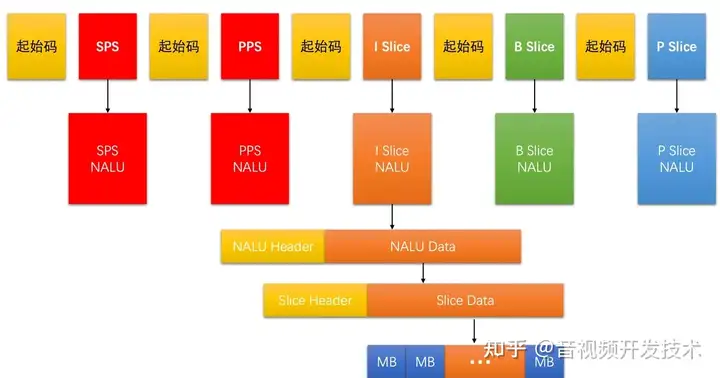 起始码 SPS 起始码 PPS 起始码 I Slice 起始码 B Slice 起始码 P Slice
SPS NALU
PPS NALU
I Slice NALU
B Slice NALU
P Slice NALU
NALU Header NALU Data
Slice Header Slice Data
MB MB ••• MB
知乎 @音视频开发技术